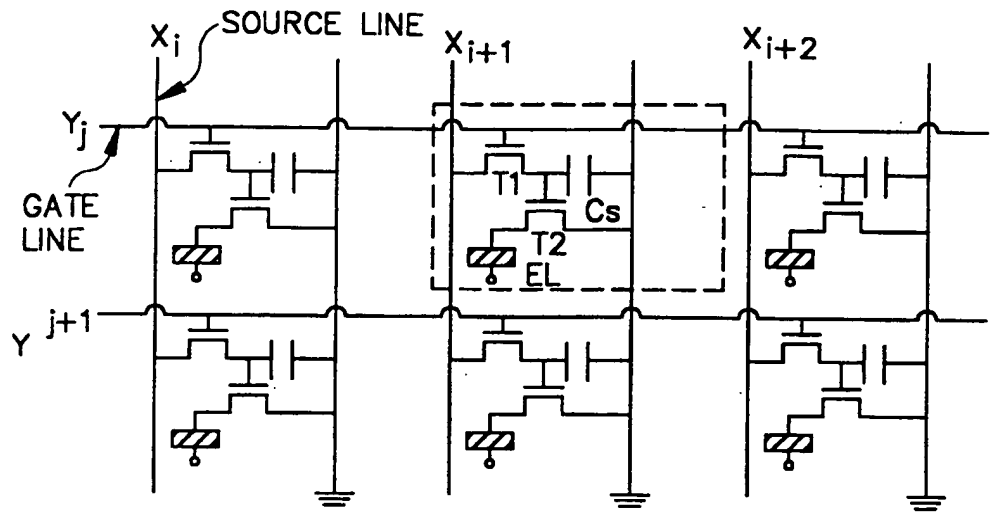 SOURCE LINE
Xi Xi+1 Xi+2
Yj
T1
GATE LINE
Cs
T2
EL
Y j+1